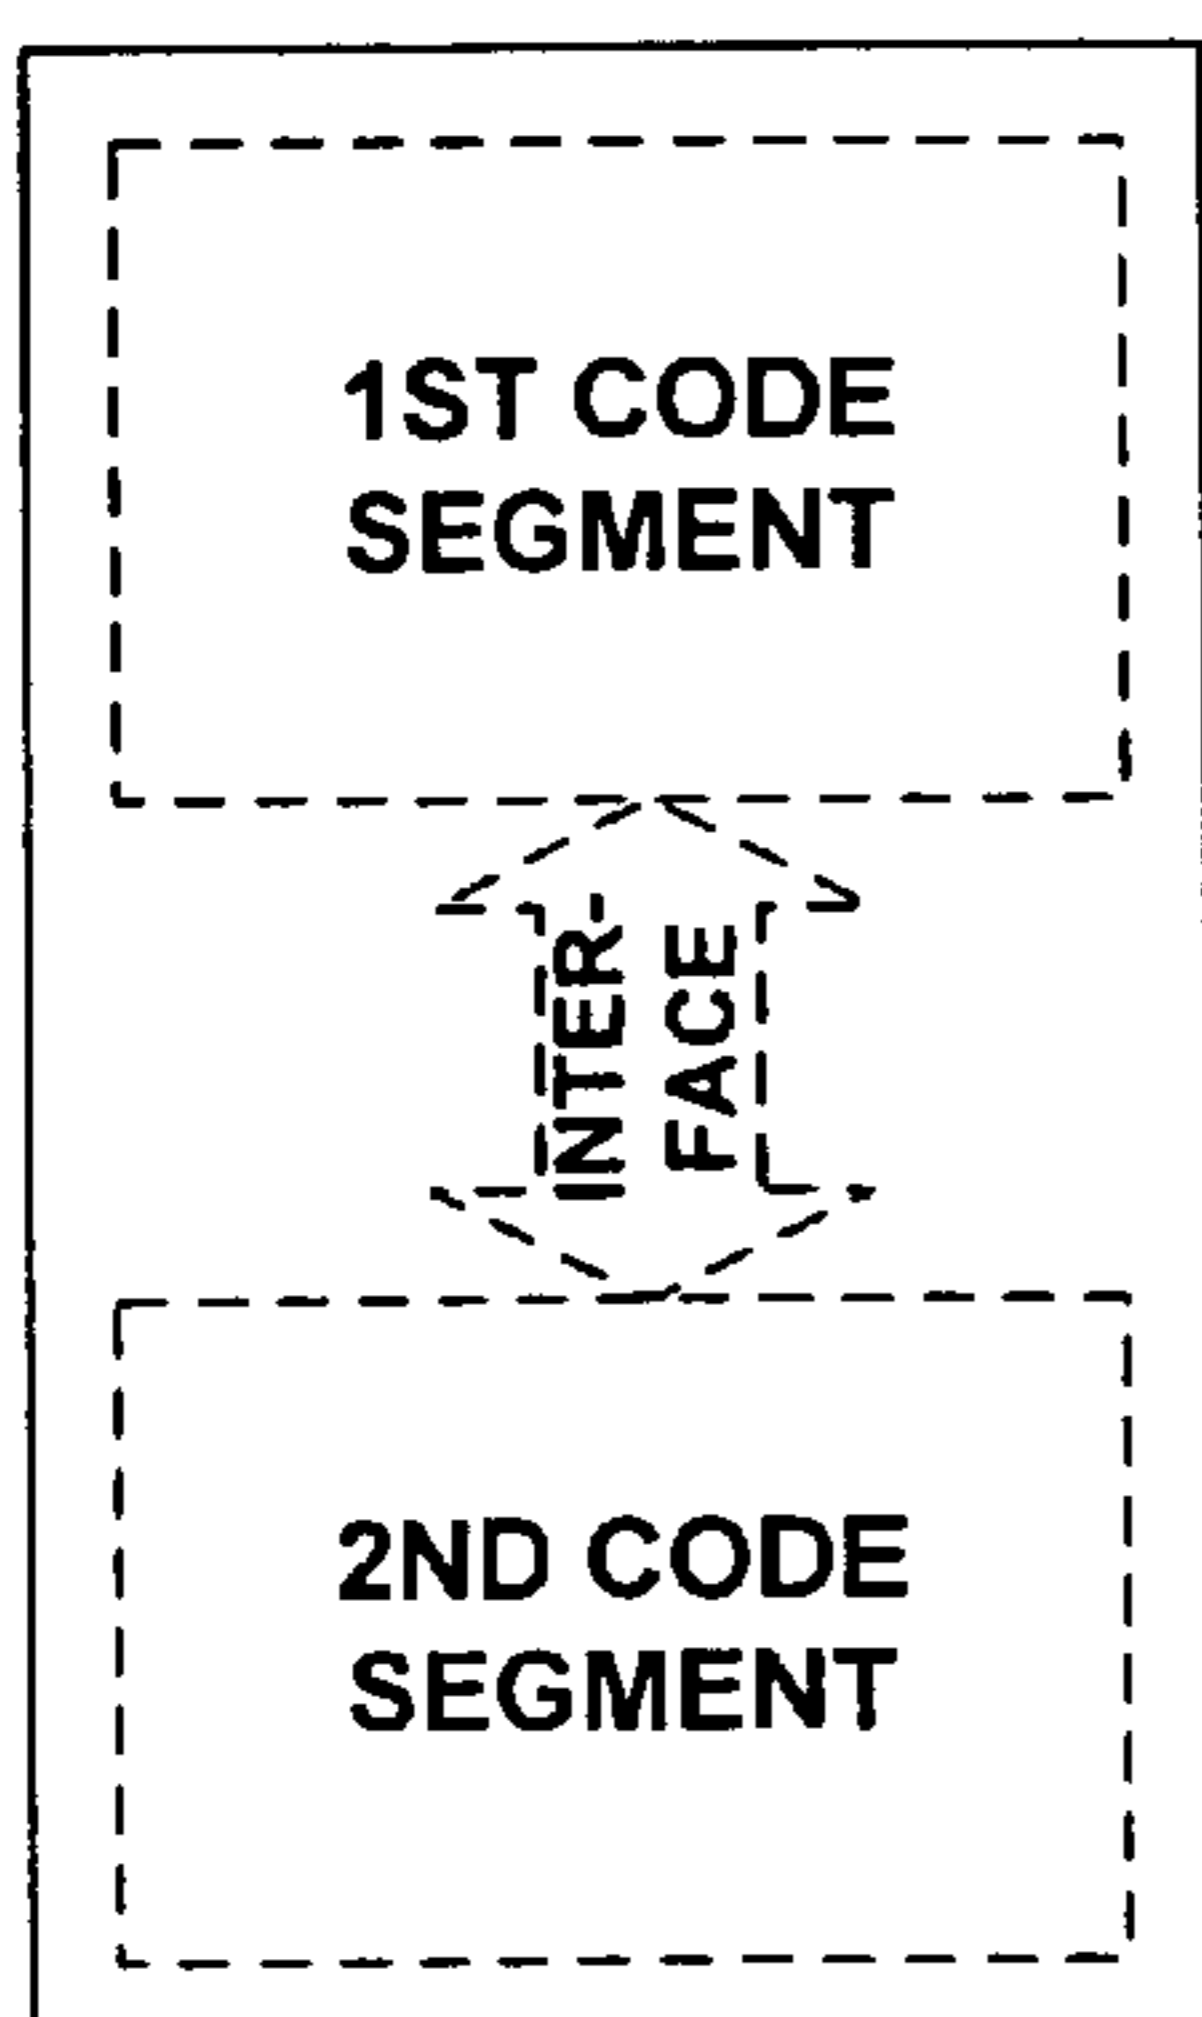 1ST CODE
SEGMENT
INTER-
FACE
2ND CODE
SEGMENT